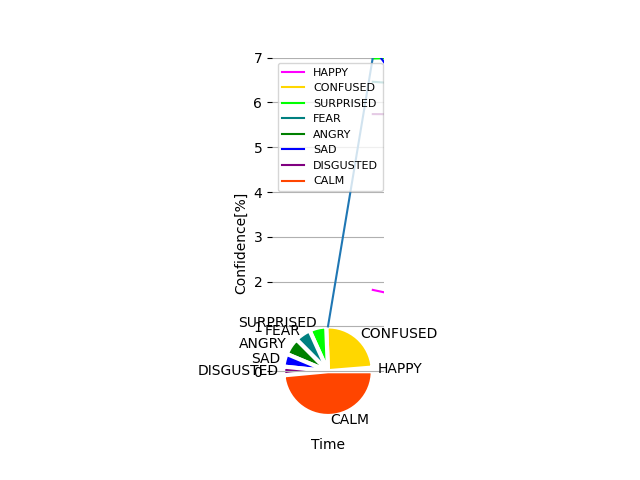 7
6
5
4
3
2
1
0
Confidence[%]
HAPPY
CONFUSED
SURPRISED
FEAR
ANGRY
SAD
DISGUSTED
CALM
SURPRISED
FEAR
ANGRY
SAD
DISGUSTED
CONFUSED
HAPPY
CALM
Time